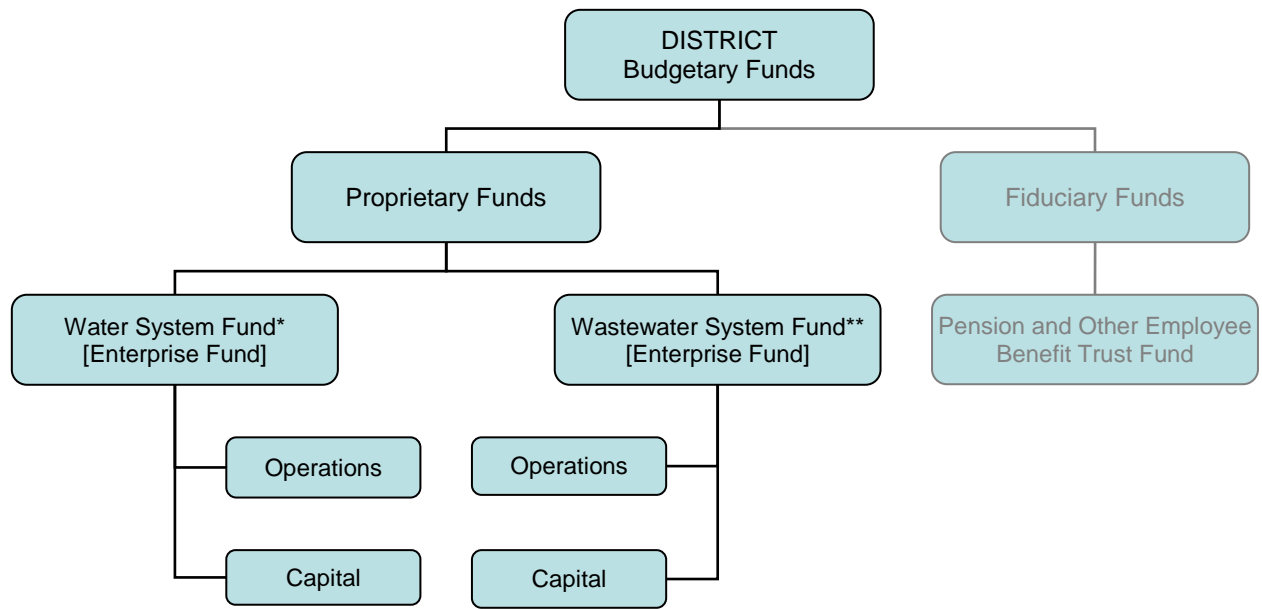 DISTRICT
Budgetary Funds
Proprietary Funds
Fiduciary Funds
Water System Fund*
[Enterprise Fund]
Wastewater System Fund**
[Enterprise Fund]
Pension and Other Employee
Benefit Trust Fund
Operations
Operations
Capital
Capital